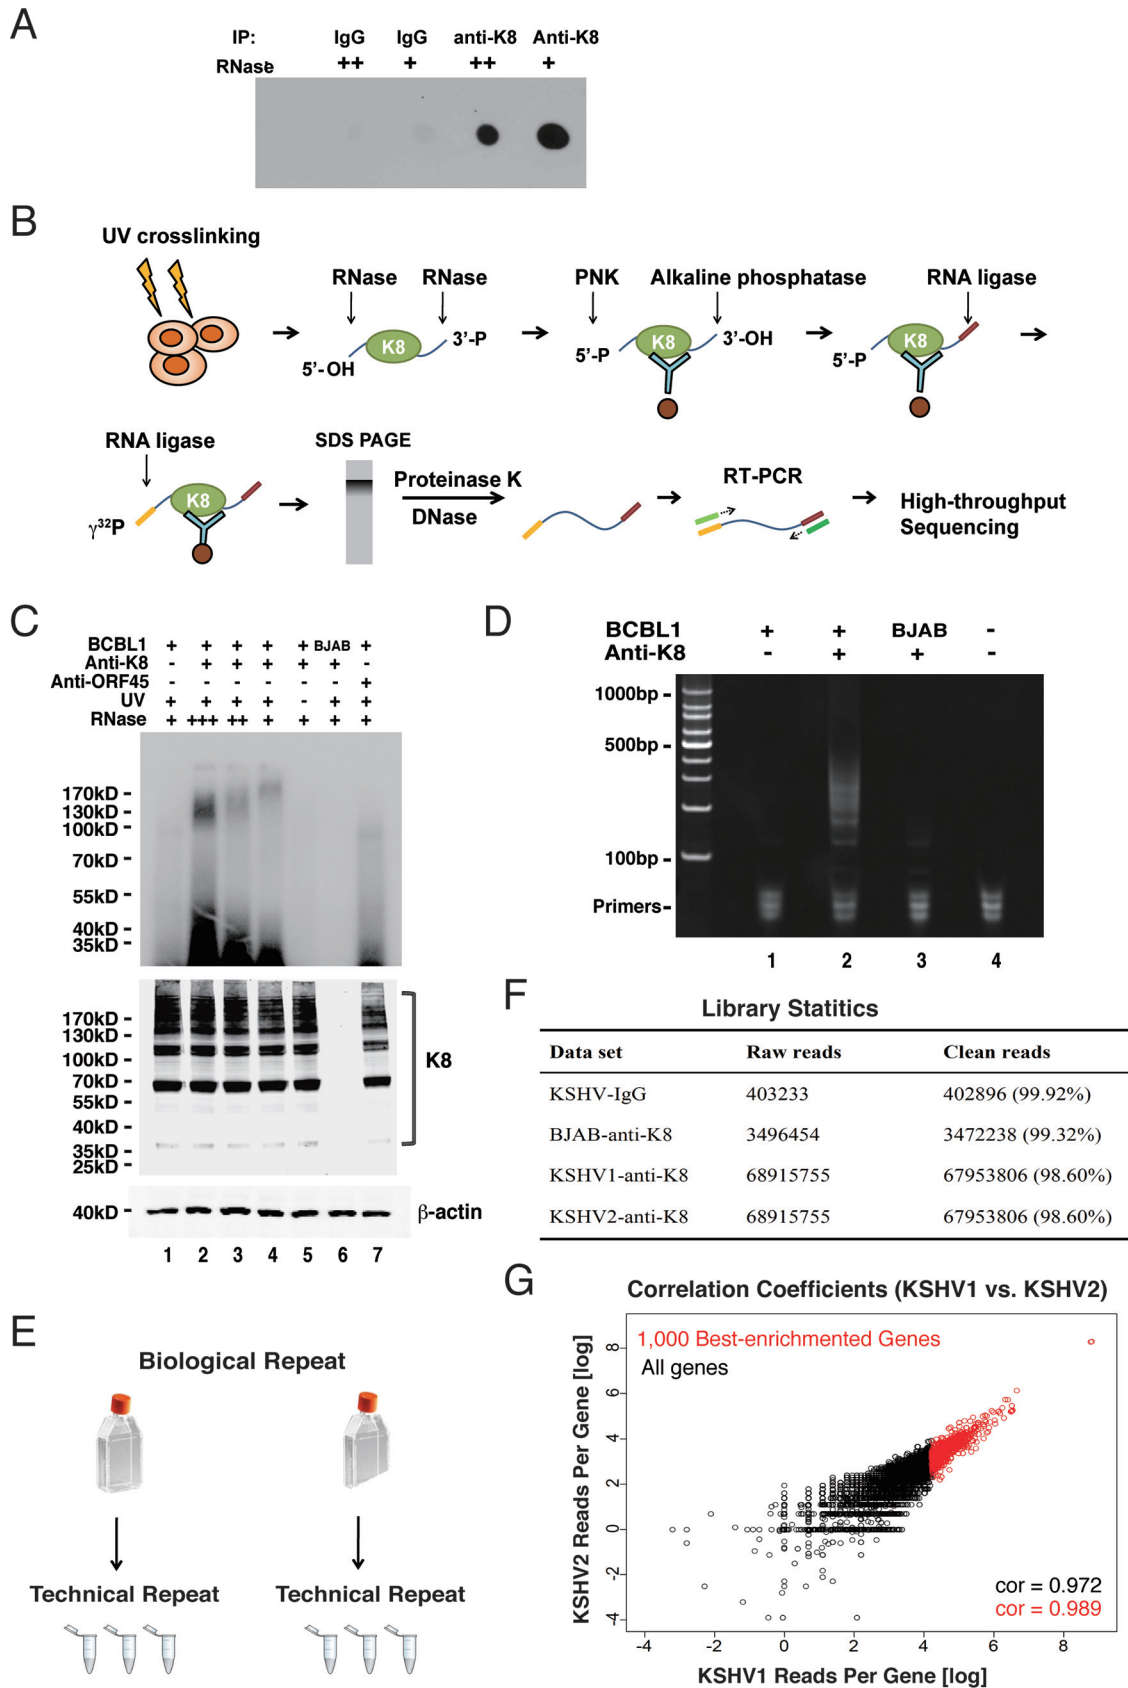 A
IP: IgG IgG anti-K8 Anti-K8
RNase ++ + ++ +
B
UV crosslinking
RNase RNase
K8
5'-OH
3'-P
PNK Alkaline phosphatase
K8
5'-P
3'-OH
RNA ligase
K8
5'-P
RNA ligase
K8
γ32P
SDS PAGE
Proteinase K
DNase
RT-PCR
High-throughput
Sequencing
C
BCBL1 + + + + + BJAB +
Anti-K8 - + + + + + -
Anti-ORF45 - - - - - - +
UV + + + + - + +
RNase + +++ ++ + + + +
170kD
130kD
100kD
70kD
55kD
40kD
35kD
170kD
130kD
100kD
70kD
55kD
40kD
35kD
25kD
K8
40kD
β-actin
1 2 3 4 5 6 7
D
BCBL1 + + BJAB -
Anti-K8 - + + -
1000bp
500bp
100bp
Primers
1 2 3 4
E
Biological Repeat
Technical Repeat Technical Repeat
F
Library Statitics
Data set Raw reads Clean reads
KSHV-IgG 403233 402896 (99.92%)
BJAB-anti-K8 3496454 3472238 (99.32%)
KSHV1-anti-K8 68915755 67953806 (98.60%)
KSHV2-anti-K8 68915755 67953806 (98.60%)
G
Correlation Coefficients (KSHV1 vs. KSHV2)
1,000 Best-enrichmented Genes
All genes
KSHV2 Reads Per Gene [log]
8
6
4
2
0
-2
-4
cor = 0.972
cor = 0.989
-4 -2 0 2 4 6 8
KSHV1 Reads Per Gene [log]